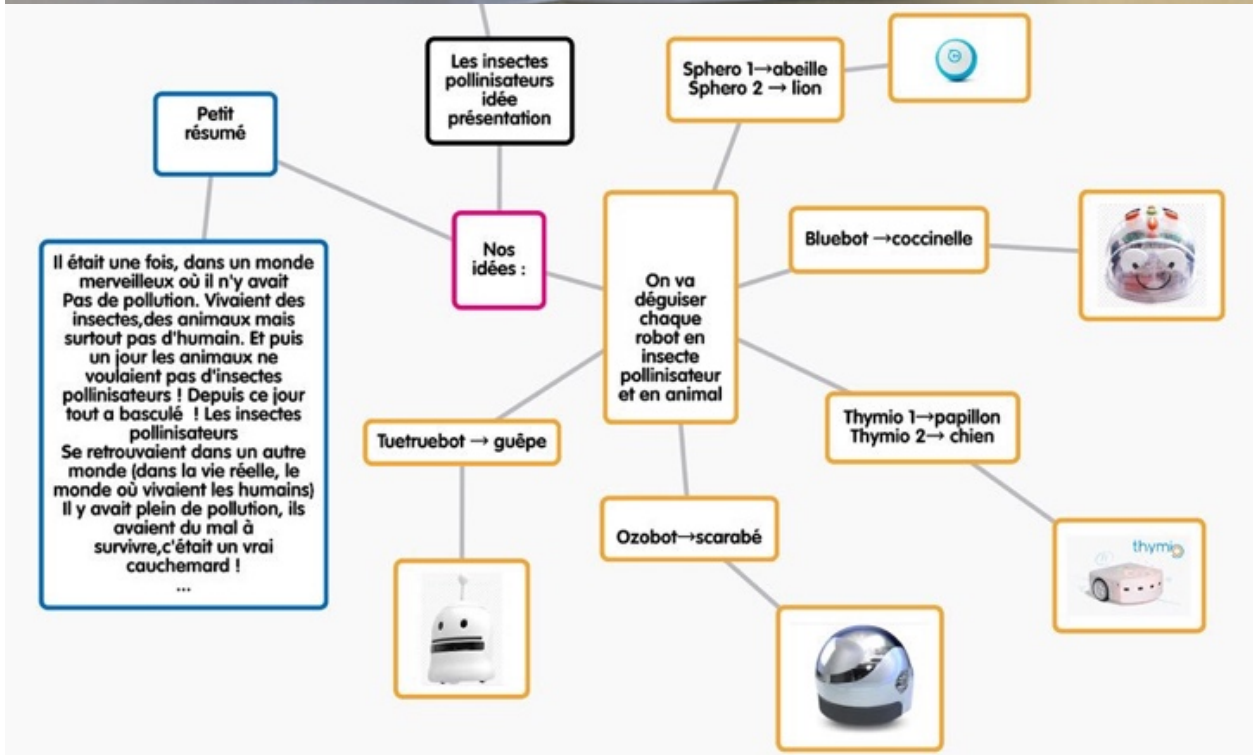 Les insectes
pollinisateurs
idée
présentation
Petit
résumé
Nos
idées :
Il était une fois, dans un monde
merveilleux où il n'y avait
Pas de pollution. Vivaient des
insectes,des animaux mais
surtout pas d'humain. Et puis
un jour les animaux ne
voulaient pas d'insectes
pollinisateurs ! Depuis ce jour
tout a basculé ! Les insectes
pollinisateurs
Se retrouvaient dans un autre
monde (dans la vie réelle, le
monde où vivaient les humains)
Il y avait plein de pollution, ils
avaient du mal à
survivre,c'était un vrai
cauchemard !
...
On va
déguiser
chaque
robot en
insecte
pollinisateur
et en animal
Sphero 1→abeille
Sphero 2 → lion
Bluebot →coccinelle
Thymio 1→papillon
Thymio 2→ chien
thymio
Ozobot→scarabé
Tuetruebot → guêpe